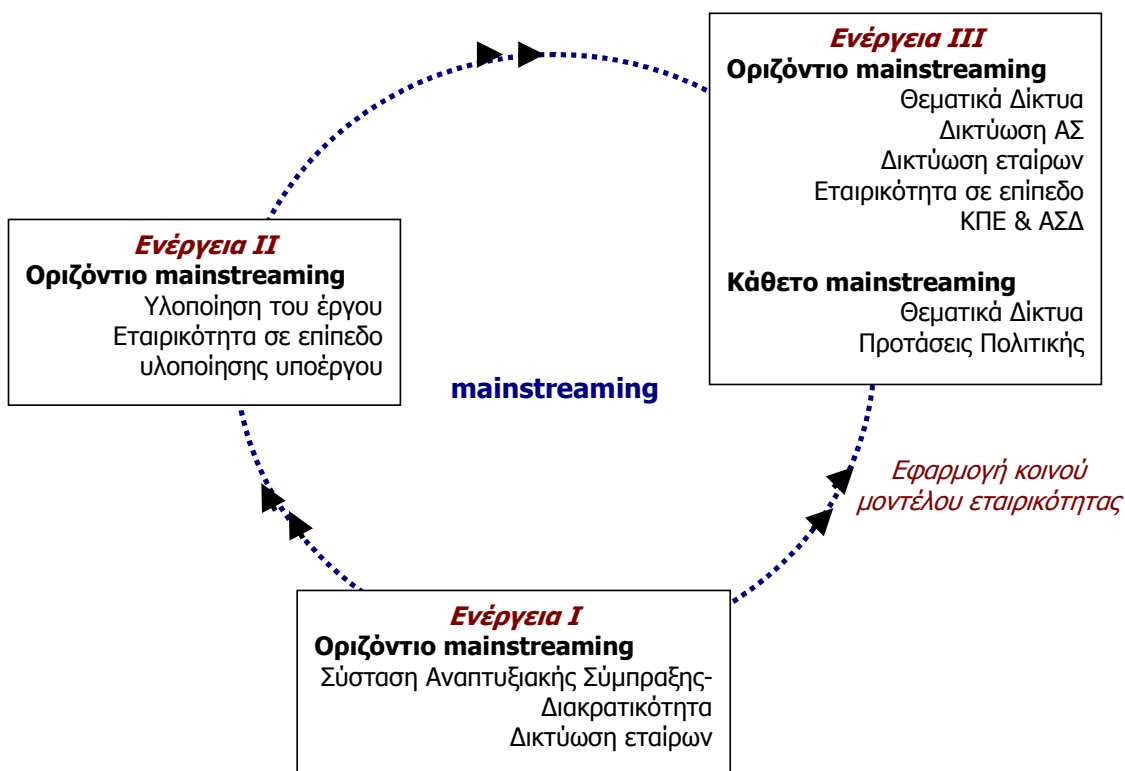 Ενέργεια III
Οριζόντιο mainstreaming
Θεματικά Δίκτυα
Δικτύωση ΑΣ
Δικτύωση εταίρων
Εταιρικότητα σε επίπεδο
ΚΠΕ & ΑΣΔ
Κάθετο mainstreaming
Θεματικά Δίκτυα
Προτάσεις Πολιτικής
Ενέργεια II
Οριζόντιο mainstreaming
Υλοποίηση του έργου
Εταιρικότητα σε επίπεδο
υλοποίησης υποέργου
mainstreaming
Εφαρμογή κοινού
μοντέλου εταιρικότητας
Ενέργεια I
Οριζόντιο mainstreaming
Σύσταση Αναπτυξιακής Σύμπραξης-
Διακρατικότητα
Δικτύωση εταίρων